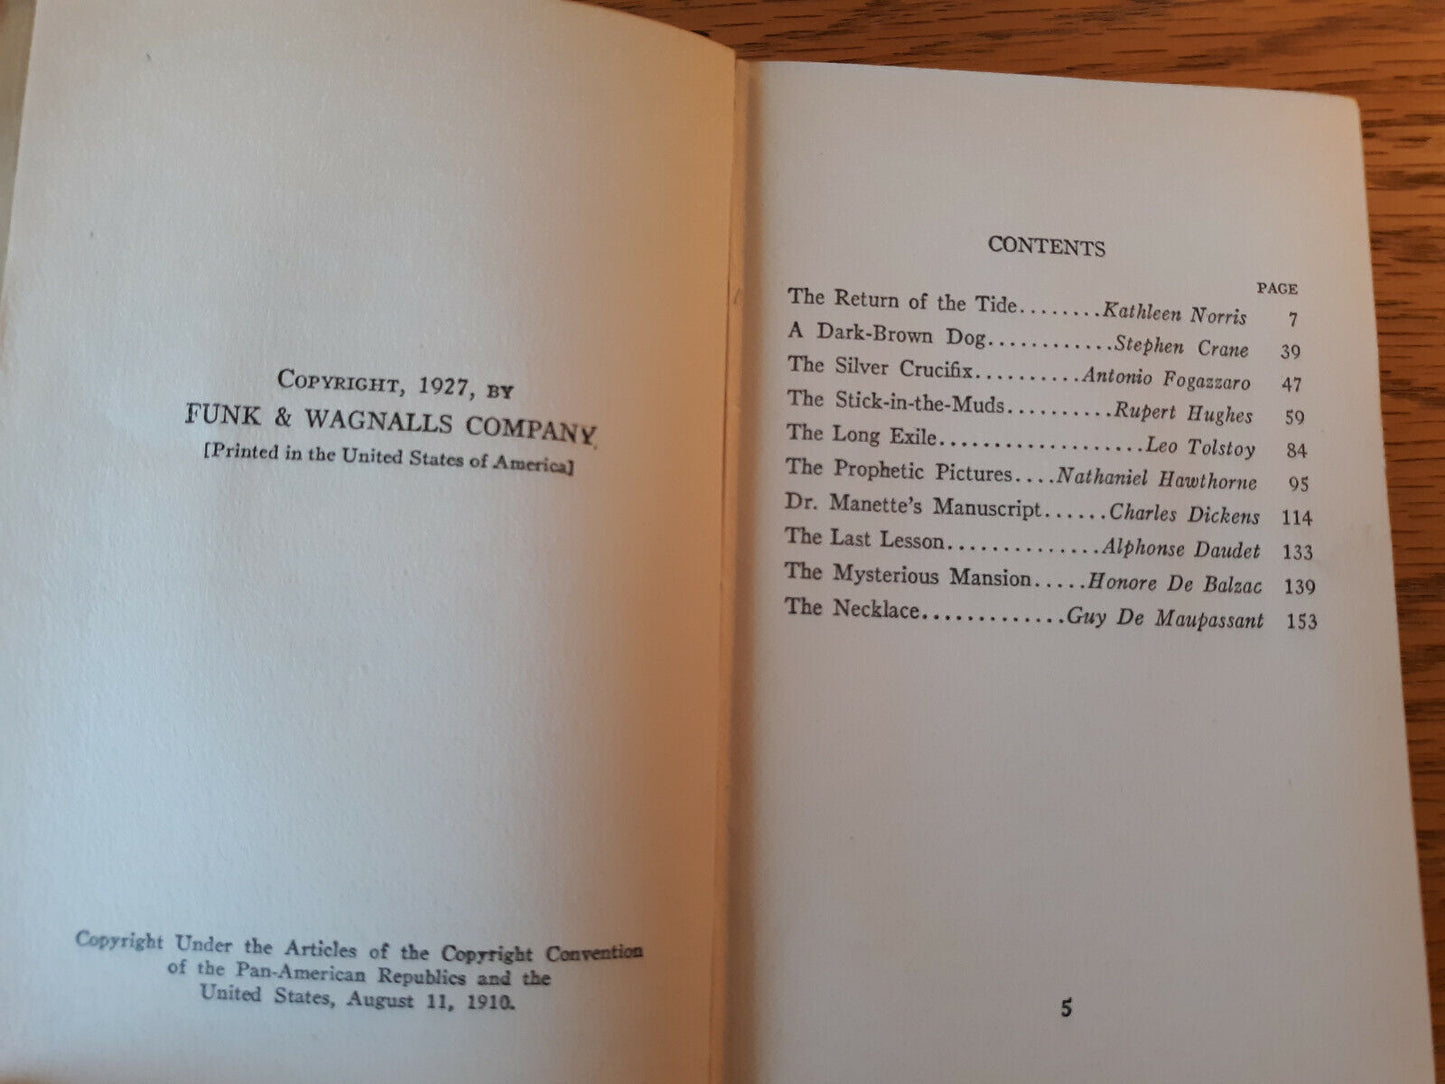 COPYRIGHT, 1927, BY
FUNK & WAGNALLS COMPANY
[Printed in the United States of America]
Copyright Under the Articles of the Copyright Convention
of the Pan-American Republics and the
United States, August 11, 1910.
CONTENTS
PAGE
The Return of the Tide........Kathleen Norris 7
A Dark-Brown Dog............Stephen Crane 39
The Silver Crucifix..........Antonio Fogazzaro 47
The Stick-in-the-Muds..........Rupert Hughes 59
The Long Exile...................Leo Tolstoy 84
The Prophetic Pictures....Nathaniel Hawthorne 95
Dr. Manette's Manuscript......Charles Dickens 114
The Last Lesson..............Alphonse Daudet 133
The Mysterious Mansion.....Honore De Balzac 139
The Necklace.............Guy De Maupassant 153
5